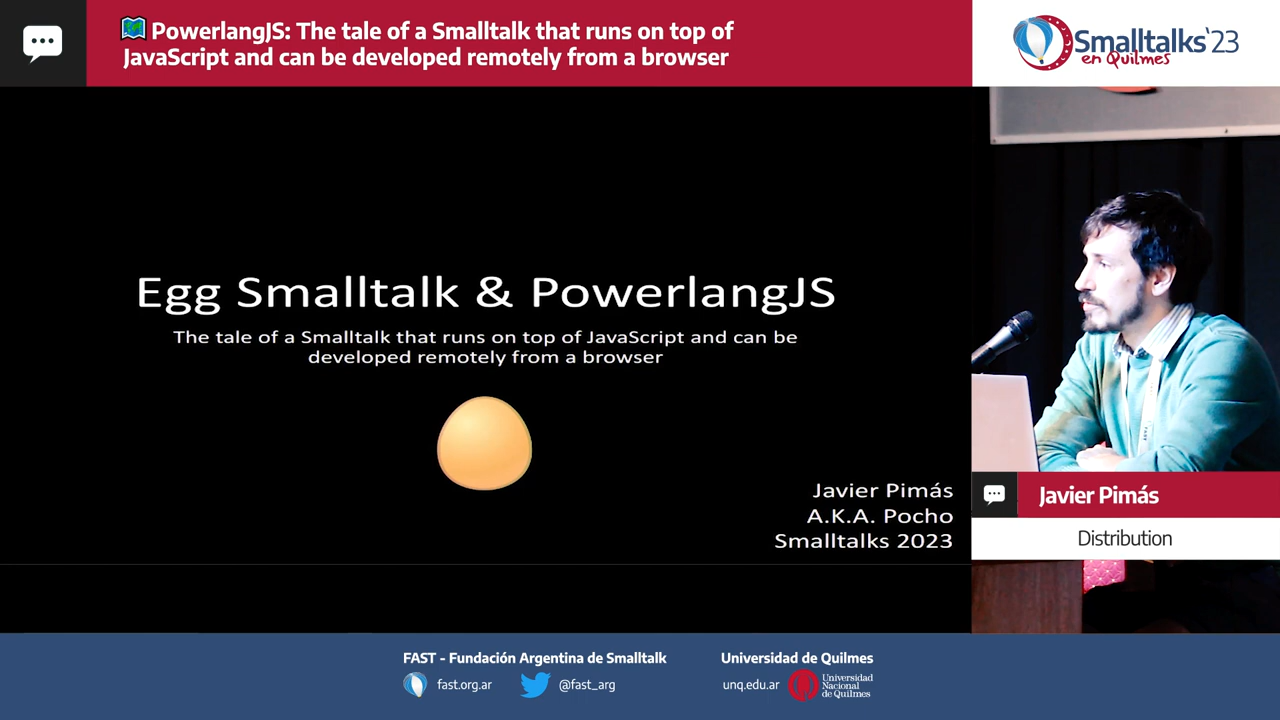 PowerlangJS: The tale of a Smalltalk that runs on top of
JavaScript and can be developed remotely from a browser
Smalltalks'23
en Quilmes
Egg Smalltalk & PowerlangJS
The tale of a Smalltalk that runs on top of JavaScript and can be
developed remotely from a browser
Javier Pimás
A.K.A. Pocho
Smalltalks 2023
Javier Pimás
Distribution
FAST - Fundación Argentina de Smalltalk
fast.org.ar
@fast_arg
Universidad de Quilmes
unq.edu.ar
Universidad
Nacional
de Quilmes